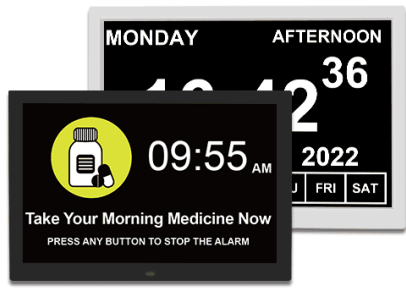 MONDAY AFTERNOON
42 36
2022
FRI SAT
09:55 AM
Take Your Morning Medicine Now
PRESS ANY BUTTON TO STOP THE ALARM